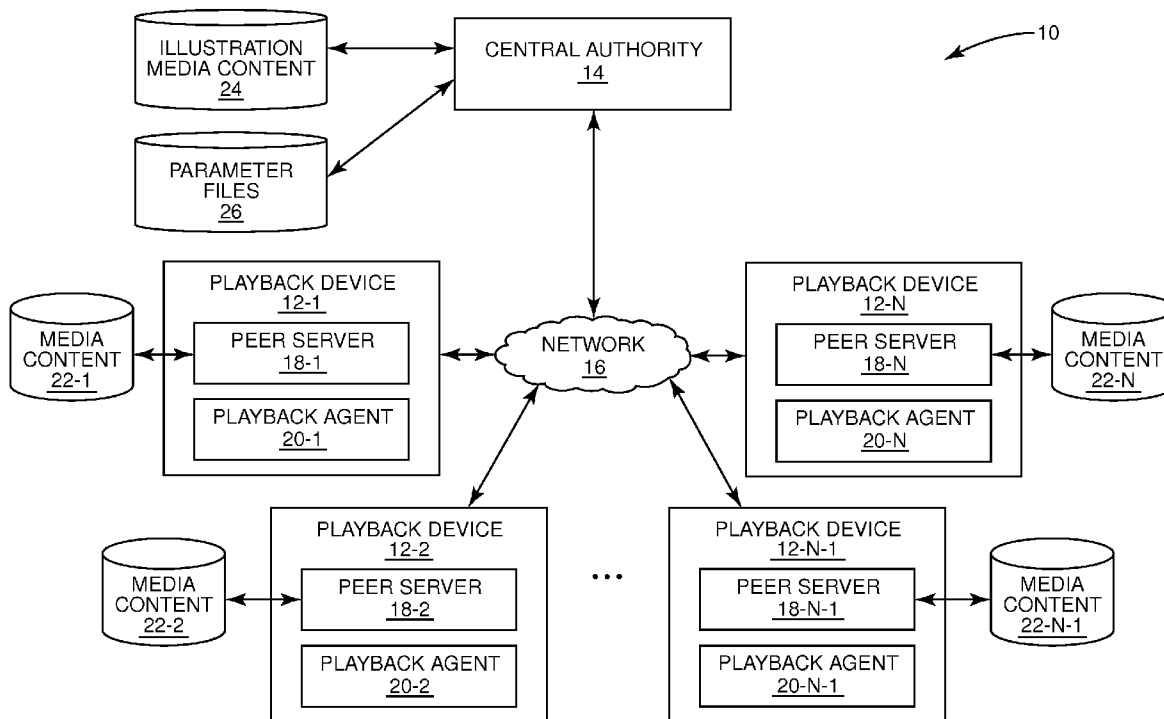 ILLUSTRATION
MEDIA CONTENT
24
CENTRAL AUTHORITY
14
10
PARAMETER
FILES
26
PLAYBACK DEVICE
12-1
PEER SERVER
18-1
PLAYBACK AGENT
20-1
MEDIA
CONTENT
22-1
NETWORK
16
PLAYBACK DEVICE
12-N
PEER SERVER
18-N
PLAYBACK AGENT
20-N
MEDIA
CONTENT
22-N
PLAYBACK DEVICE
12-2
PEER SERVER
18-2
PLAYBACK AGENT
20-2
MEDIA
CONTENT
22-2
...
PLAYBACK DEVICE
12-N-1
PEER SERVER
18-N-1
PLAYBACK AGENT
20-N-1
MEDIA
CONTENT
22-N-1